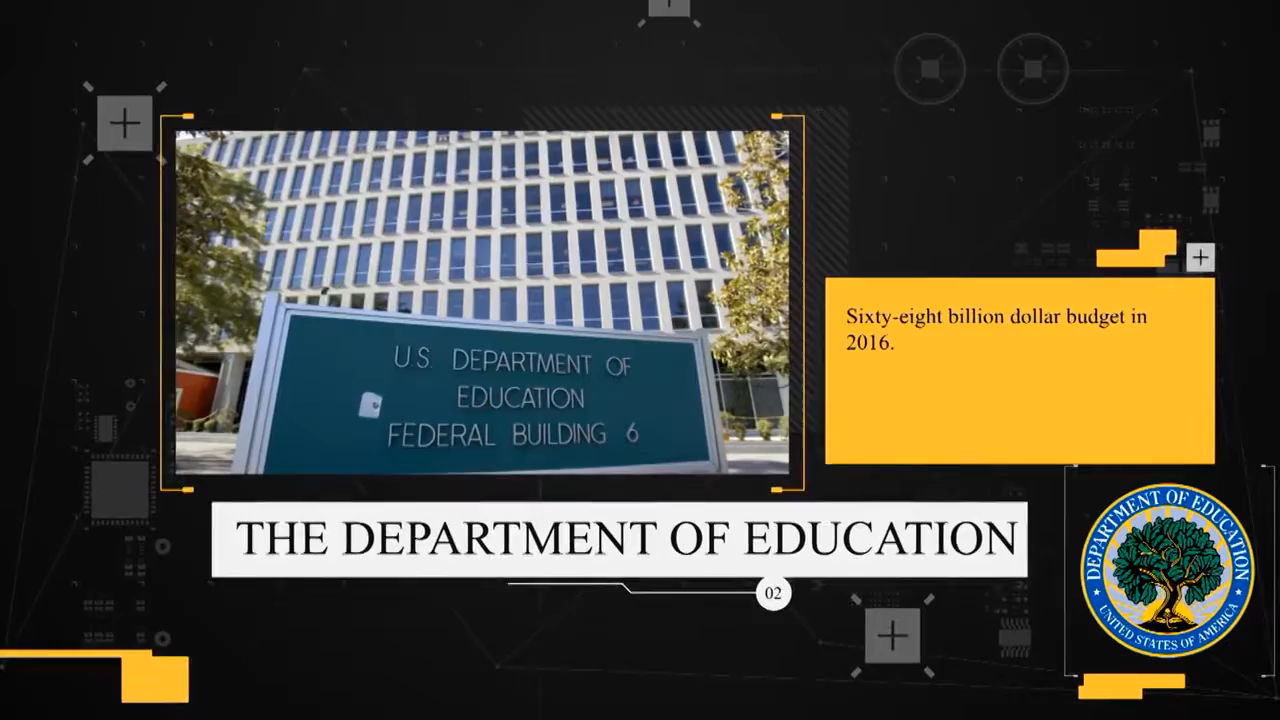 U.S. DEPARTMENT OF
EDUCATION
FEDERAL BUILDING 6
Sixty-eight billion dollar budget in
2016.
THE DEPARTMENT OF EDUCATION
02
DEPARTMENT OF EDUCATION
UNITED STATES OF AMERICA